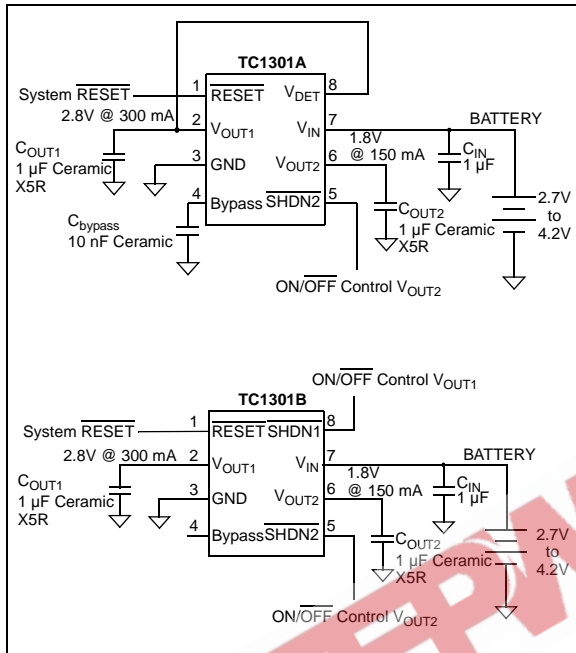 TC1301A
System RESET
1
RESET
VDET
8
2.8V @ 300 mA
2
VOUT1
VIN
7
BATTERY
COUT1
1 µF Ceramic
X5R
3
GND
VOUT2
6
1.8V
@ 150 mA
CIN
1 µF
4
Bypass
SHDN2
5
Cbypass
10 nF Ceramic
COUT2
1 µF Ceramic
X5R
2.7V
to
4.2V
ON/OFF Control VOUT2
ON/OFF Control VOUT1
TC1301B
System RESET
1
RESET
SHDN1
8
2.8V @ 300 mA
2
VOUT1
VIN
7
BATTERY
COUT1
1 µF Ceramic
X5R
3
GND
VOUT2
6
1.8V
@ 150 mA
CIN
1 µF
4
Bypass
SHDN2
5
COUT2
1 µF Ceramic
X5R
2.7V
to
4.2V
ON/OFF Control VOUT2